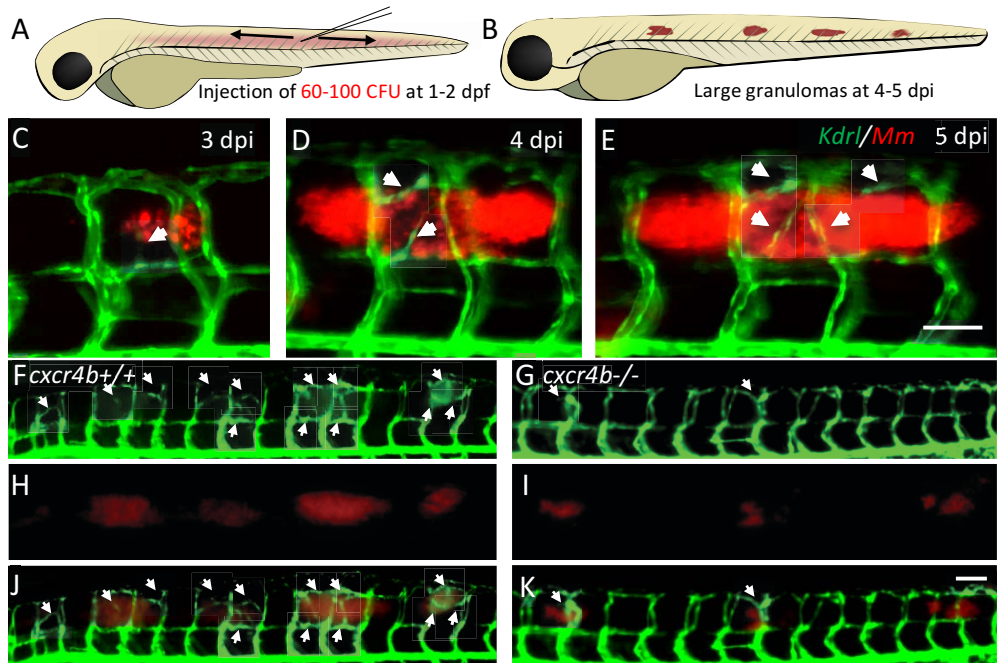 A
Injection of 60-100 CFU at 1-2 dpf
B
Large granulomas at 4-5 dpi
C
3 dpi
D
4 dpi
E
Kdrl/Mm 5 dpi
F cxcr4b+/+
G cxcr4b-/-
H
I
J
K